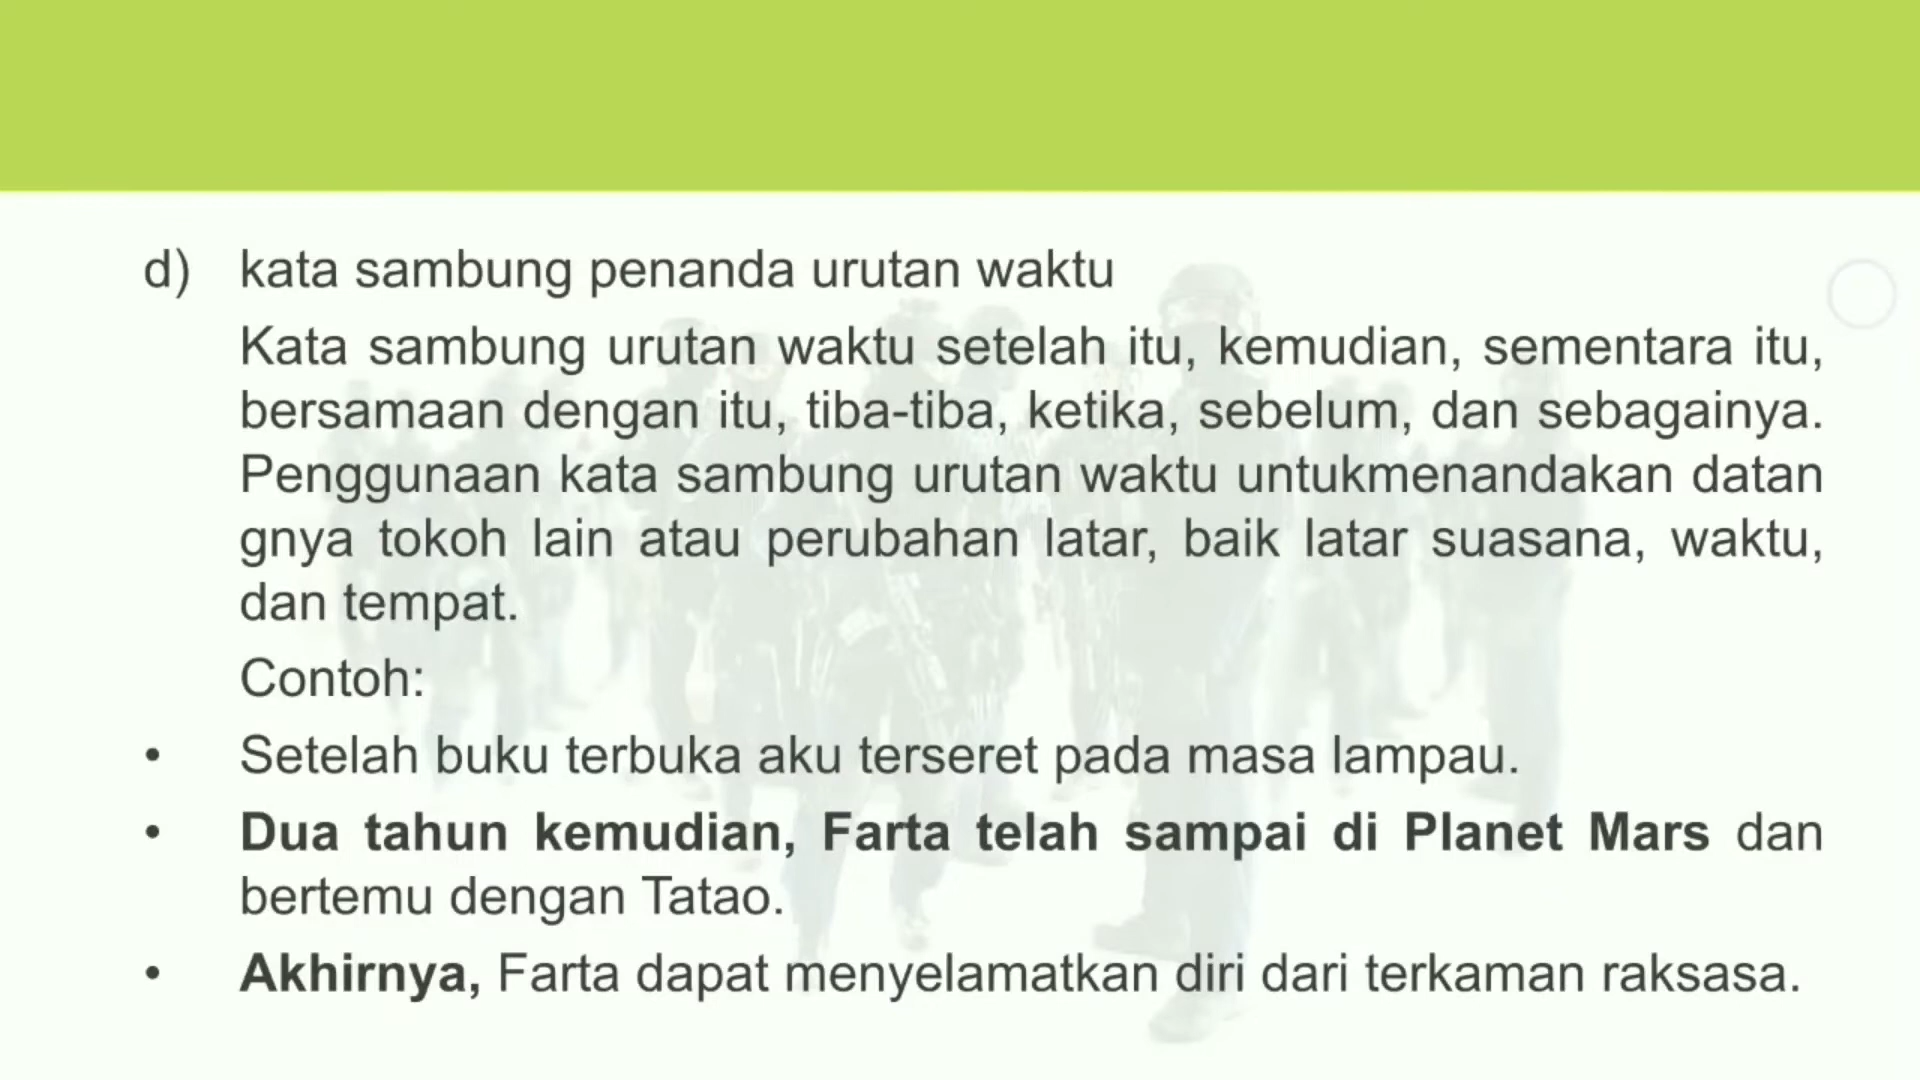 d) kata sambung penanda urutan waktu
Kata sambung urutan waktu setelah itu, kemudian, sementara itu,
bersamaan dengan itu, tiba-tiba, ketika, sebelum, dan sebagainya.
Penggunaan kata sambung urutan waktu untukmenandakan datan
gnya tokoh lain atau perubahan latar, baik latar suasana, waktu,
dan tempat.
Contoh:
• Setelah buku terbuka aku terseret pada masa lampau.
• Dua tahun kemudian, Farta telah sampai di Planet Mars dan
bertemu dengan Tatao.
• Akhirnya, Farta dapat menyelamatkan diri dari terkaman raksasa.